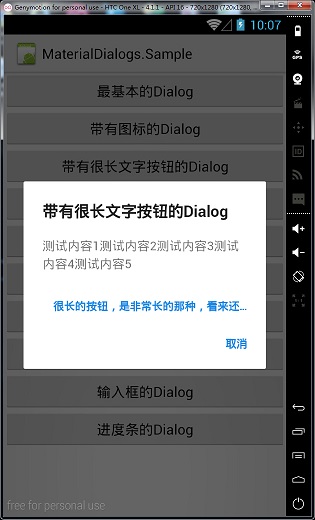 Genymotion for personal use - HTC One XL - 4.1.1 - API 16 - 720x1280 (720x1280,
10:07
MaterialDialogs.Sample
最基本的Dialog
带有图标的Dialog
带有很长文字按钮的Dialog
带有很长文字按钮的Dialog
测试内容1测试内容2测试内容3测试
内容4测试内容5
很长的按钮，是非常长的那种，看来还...
取消
输入框的Dialog
进度条的Dialog
free for personal use
GPS
ID